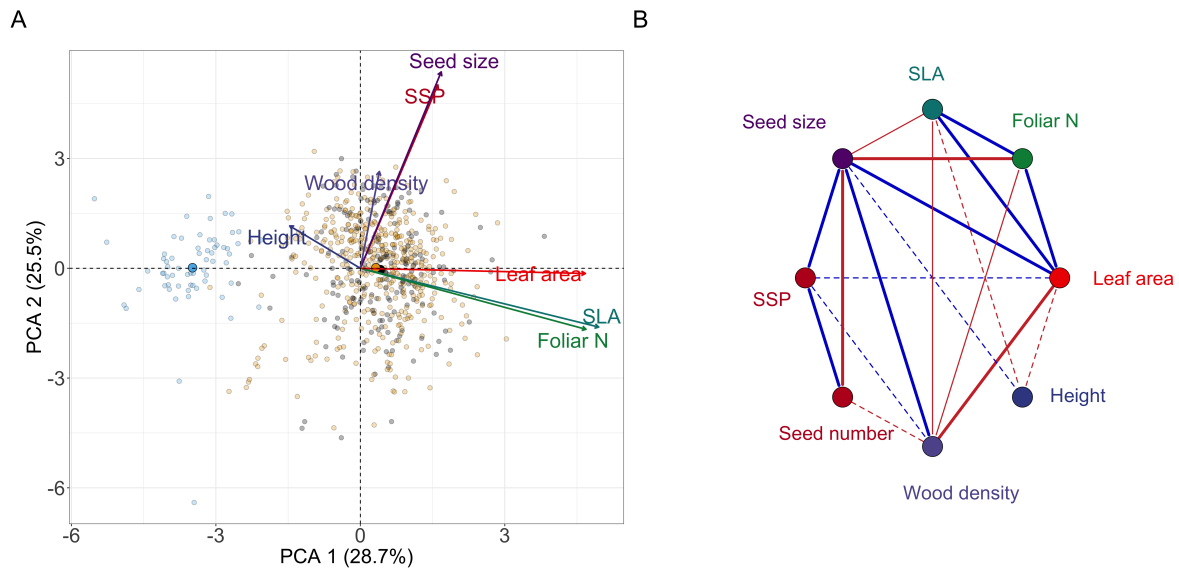 A
B
Seed size
SSP
Wood density
Height
Leaf area
SLA
Foliar N
3
0
-3
-6
-6
-3
0
3
PCA 2 (25.5%)
PCA 1 (28.7%)
SLA
Seed size
Foliar N
SSP
Leaf area
Height
Seed number
Wood density